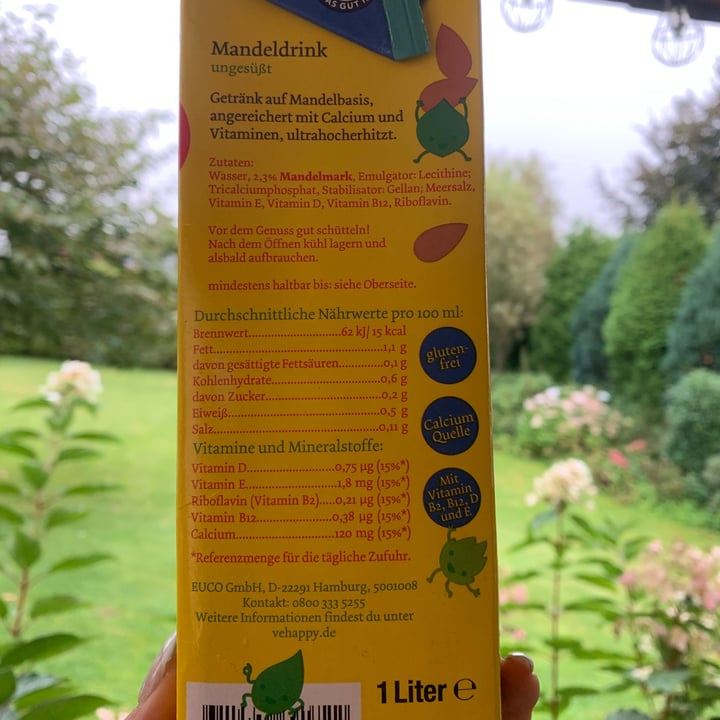 AS GUT
Mandeldrink
ungesüßt
Getränk auf Mandelbasis,
angereichert mit Calcium und
Vitaminen, ultrahocherhitzt.
Zutaten:
Wasser, 2,3% Mandelmark, Emulgator: Lecithine;
Tricalciumphosphat, Stabilisator: Gellan; Meersalz,
Vitamin E, Vitamin D, Vitamin B12, Riboflavin.
Vor dem Genuss gut schütteln!
Nach dem Öffnen kühl lagern und
alsbald aufbrauchen.
mindestens haltbar bis: siehe Oberseite.
Durchschnittliche Nährwerte pro 100 ml:
Brennwert..............................62 kJ/ 15 kcal
Fett..........................................1,1 g
davon gesättigte Fettsäuren..........0,1 g
Kohlenhydrate..............................0,6 g
davon Zucker..............................0,2 g
Eiweiß.......................................0,5 g
Salz..........................................0,11 g
gluten-
frei
Calcium
Quelle
Vitamine und Mineralstoffe:
Vitamin D......................0,75 µg (15%*)
Vitamin E.......................1,8 mg (15%*)
Riboflavin (Vitamin B2).....0,21 µg (15%*)
Vitamin B12...................0,38 µg (15%*)
Calcium.........................120 mg (15%*)
Mit
Vitamin
B2, B12, D
und E
*Referenzmenge für die tägliche Zufuhr.
EUCO GmbH, D-22291 Hamburg, 5001008
Kontakt: 0800 333 5255
Weitere Informationen findest du unter
vehappy.de
1 Liter ℮